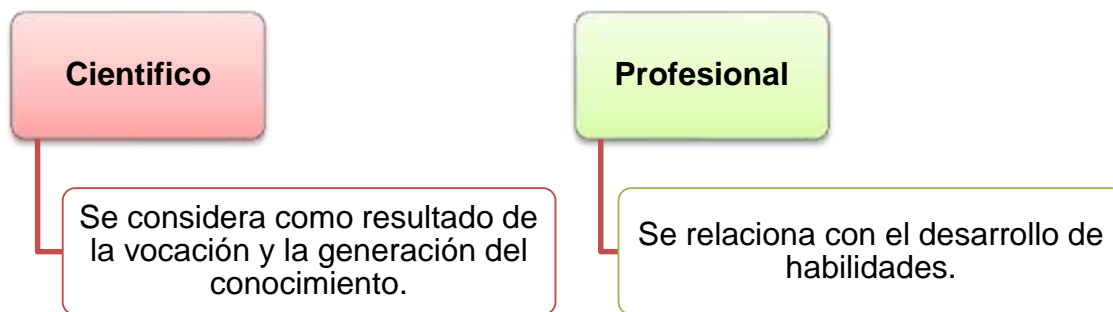 Cientifico
Se considera como resultado de
la vocación y la generación del
conocimiento.
Profesional
Se relaciona con el desarrollo de
habilidades.